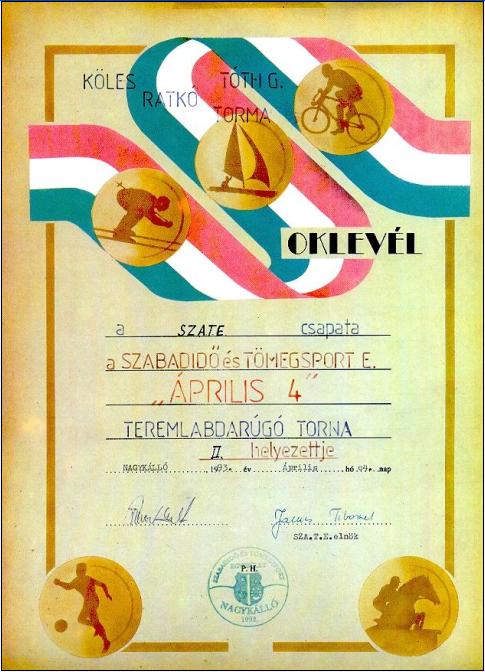 KÖLES TÓTH G.
RATKÓ
TORMA
OKLEVÉL
a SZATE csapata
a SZABADIDŐ és TÖMEGSPORT E.
„ÁPRILIS 4”
TEREMLABDARÚGÓ TORNA
II. helyezettje
NAGYKÁLLÓ 1993. év április hó 04. nap
SZA.T.E.elnök
P.H.
NAGYKÁLLÓ
1992.